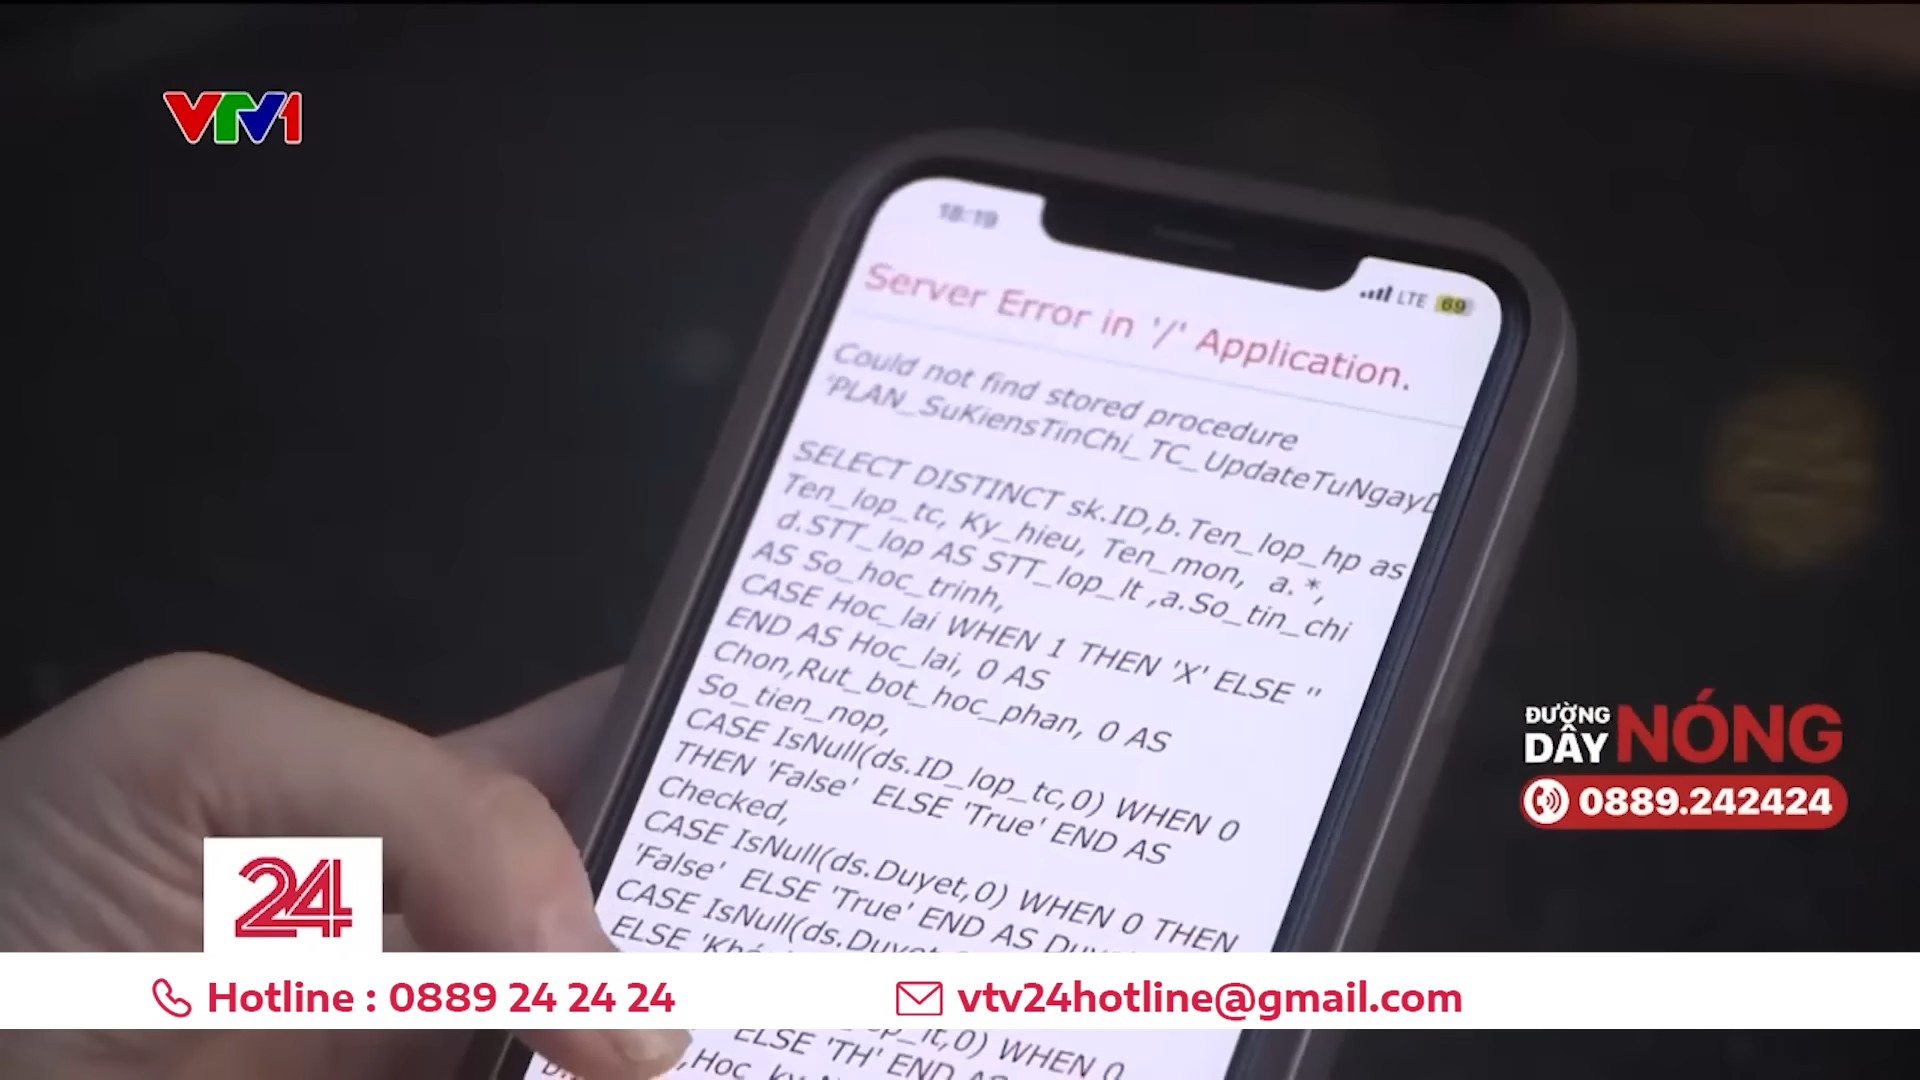 VTV1
18:19
LTE 69
Server Error in '/' Application.
Could not find stored procedure
'PLAN_SuKiensTinChi_TC_UpdateTuNgayD
SELECT DISTINCT sk.ID,b.Ten_lop_hp as
Ten_lop_tc, Ky_hieu, Ten_mon, a.*,
d.STT_lop AS STT_lop_lt ,a.So_tin_chi
AS So_hoc_trinh,
CASE Hoc_lai WHEN 1 THEN 'X' ELSE ''
END AS Hoc_lai, 0 AS
Chon,Rut_bot_hoc_phan, 0 AS
So_tien_nop,
CASE IsNull(ds.ID_lop_tc,0) WHEN 0
THEN 'False' ELSE 'True' END AS
Checked,
CASE IsNull(ds.Duyet,0) WHEN 0 THEN
'False' ELSE 'True' END AS
CASE IsNull(ds.Duyet
ELSE
WHEN 0
ELSE 'TH' END AS
ĐƯỜNG
DÂY NÓNG
0889.242424
24
Hotline : 0889 24 24 24
vtv24hotline@gmail.com